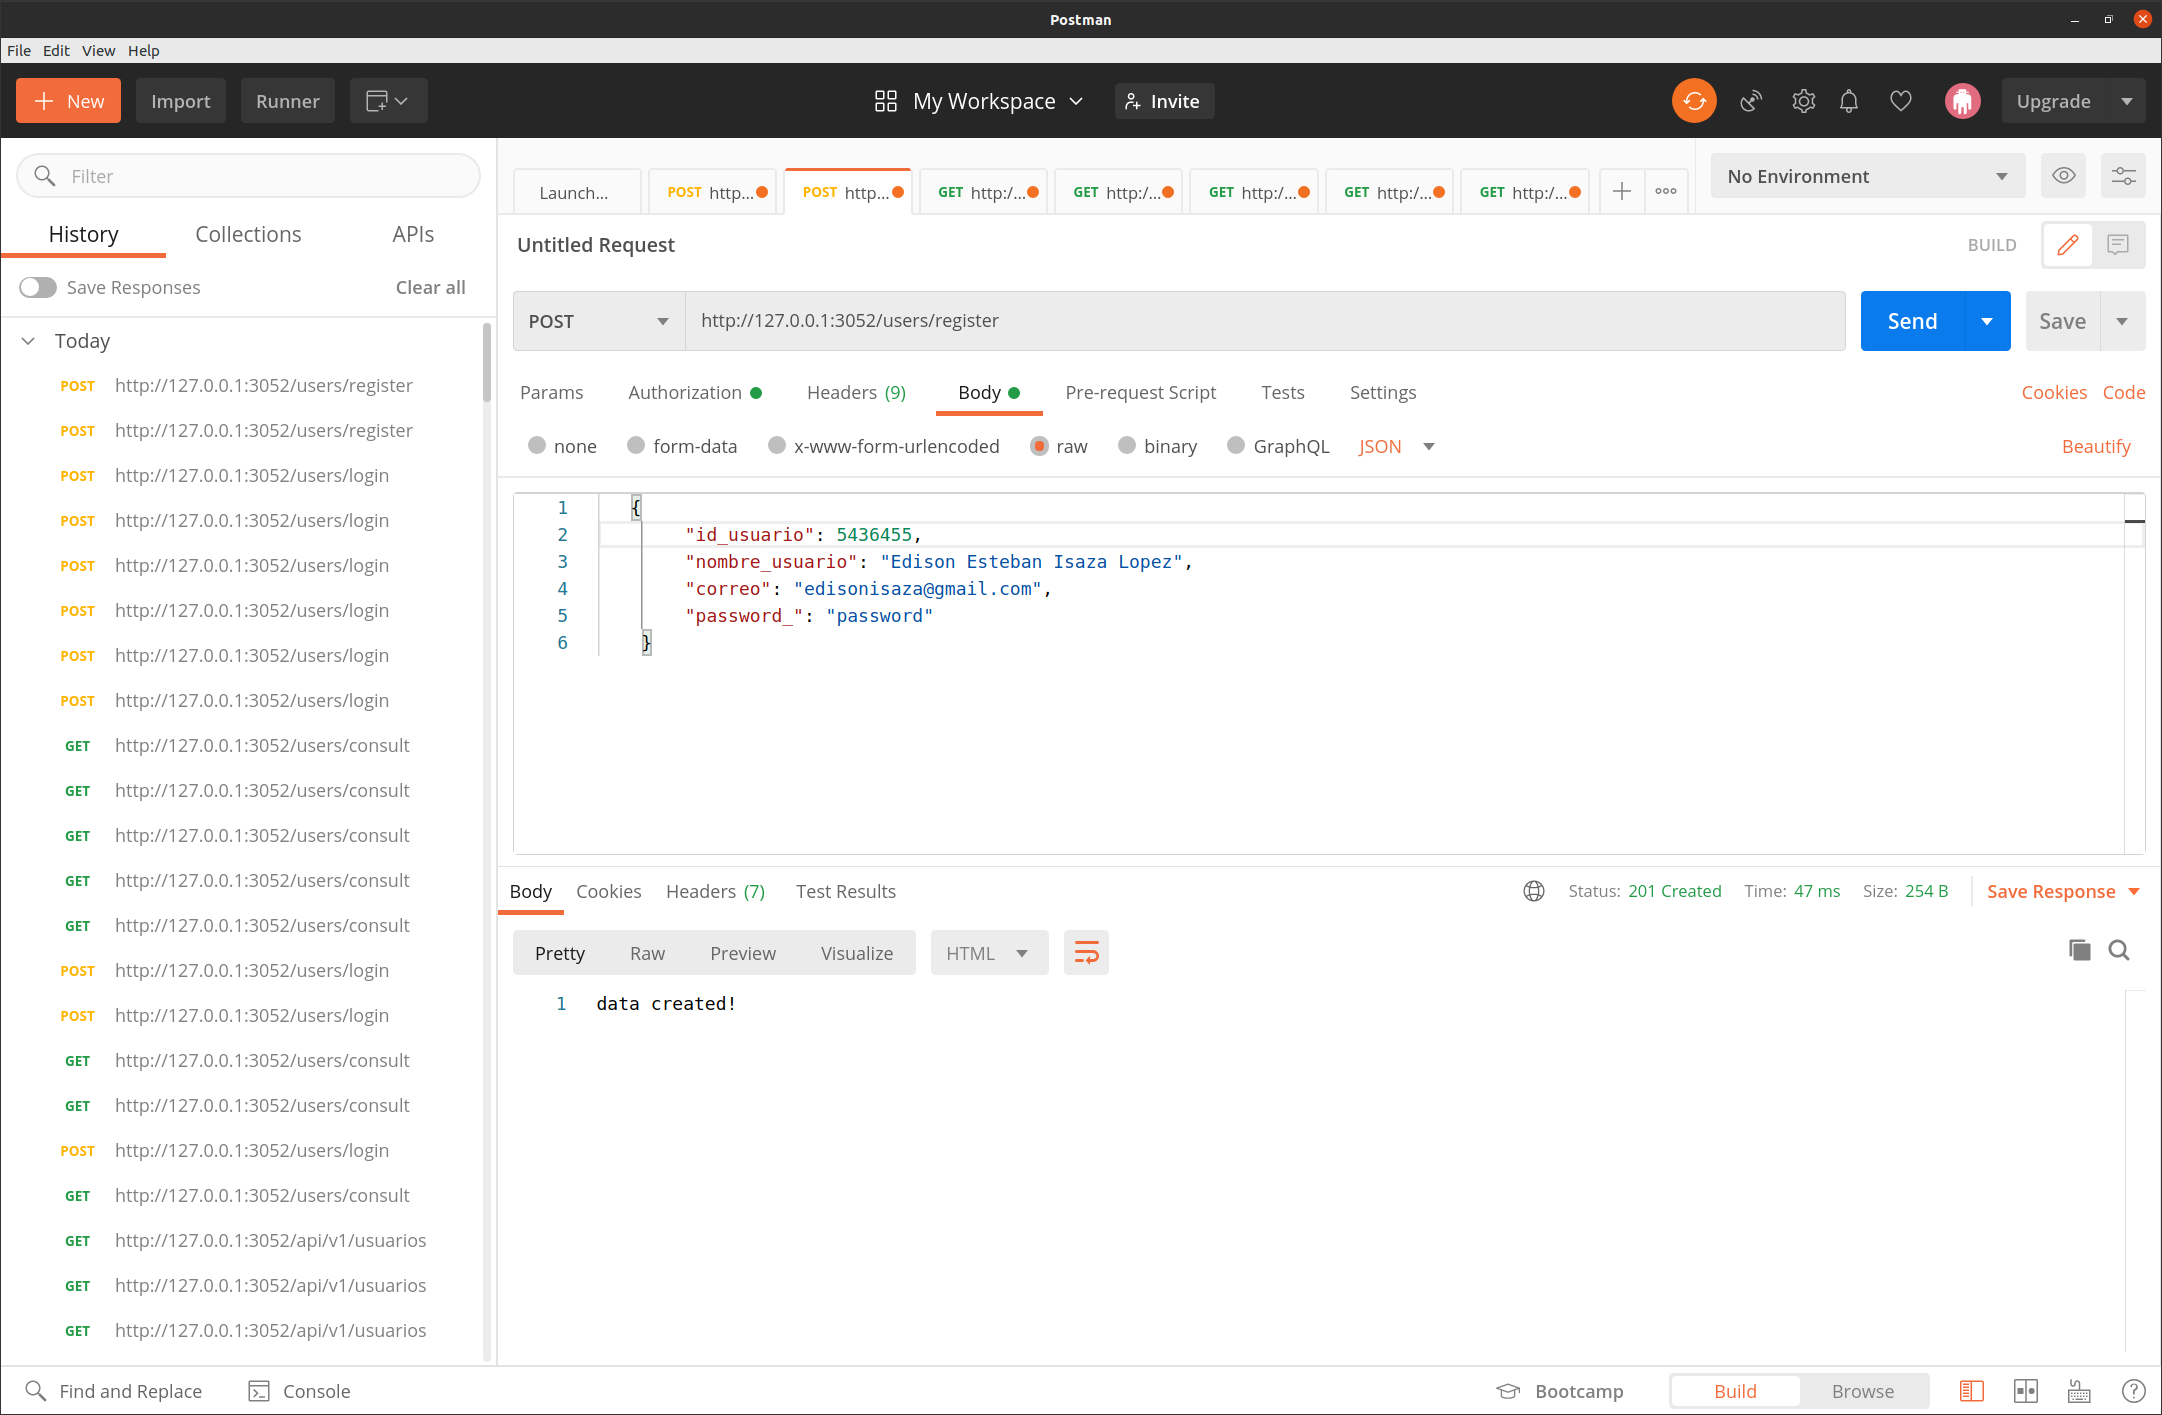 Postman
File Edit View Help
New Import Runner My Workspace Invite Upgrade
Filter
History Collections APIs
Save Responses Clear all
Today
POST http://127.0.0.1:3052/users/register
POST http://127.0.0.1:3052/users/register
POST http://127.0.0.1:3052/users/login
POST http://127.0.0.1:3052/users/login
POST http://127.0.0.1:3052/users/login
POST http://127.0.0.1:3052/users/login
POST http://127.0.0.1:3052/users/login
POST http://127.0.0.1:3052/users/login
GET http://127.0.0.1:3052/users/consult
GET http://127.0.0.1:3052/users/consult
GET http://127.0.0.1:3052/users/consult
GET http://127.0.0.1:3052/users/consult
GET http://127.0.0.1:3052/users/consult
POST http://127.0.0.1:3052/users/login
POST http://127.0.0.1:3052/users/login
GET http://127.0.0.1:3052/users/consult
GET http://127.0.0.1:3052/users/consult
POST http://127.0.0.1:3052/users/login
GET http://127.0.0.1:3052/users/consult
GET http://127.0.0.1:3052/api/v1/usuarios
GET http://127.0.0.1:3052/api/v1/usuarios
GET http://127.0.0.1:3052/api/v1/usuarios
Launch... POST http... POST http... GET http:/... GET http:/... GET http:/... GET http:/... GET http:/... No Environment
Untitled Request BUILD
POST http://127.0.0.1:3052/users/register Send Save
Params Authorization Headers (9) Body Pre-request Script Tests Settings Cookies Code
none form-data x-www-form-urlencoded raw binary GraphQL JSON Beautify
1 {
2 "id_usuario": 5436455,
3 "nombre_usuario": "Edison Esteban Isaza Lopez",
4 "correo": "edisonisaza@gmail.com",
5 "password_": "password"
6 }
Body Cookies Headers (7) Test Results Status: 201 Created Time: 47 ms Size: 254 B Save Response
Pretty Raw Preview Visualize HTML
1 data created!
Find and Replace Console Bootcamp Build Browse